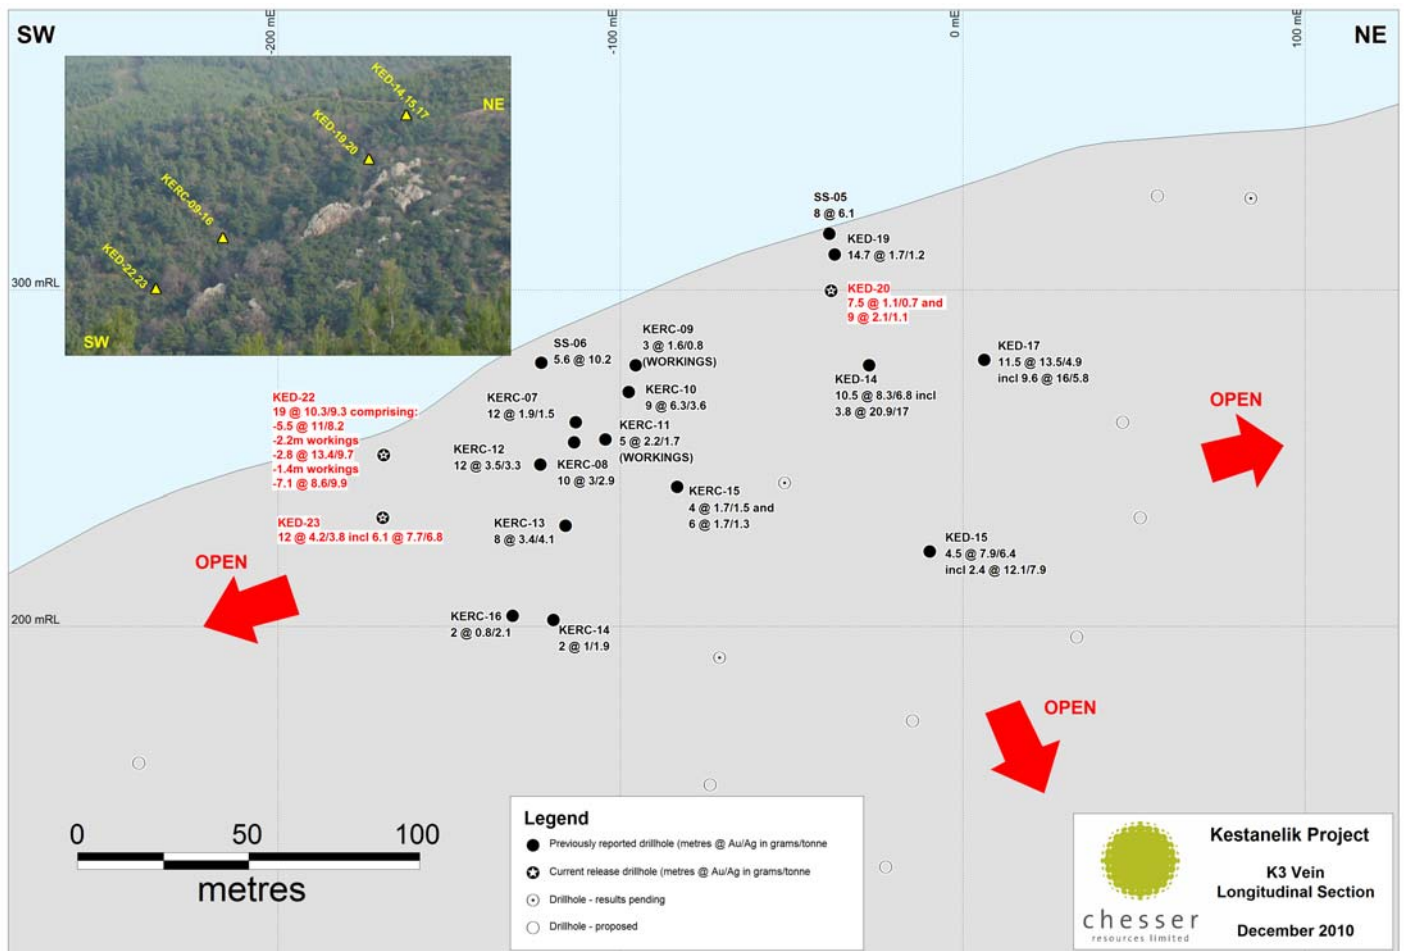 SW
-200 mE
-100 mE
0 mE
100 mE
NE
KED-14,15,17
NE
KED-19,20
KERC-09-16
KED-22,23
SW
SS-05
8 @ 6.1
KED-19
14.7 @ 1.7/1.2
300 mRL
KED-20
7.5 @ 1.1/0.7 and
9 @ 2.1/1.1
KERC-09
3 @ 1.6/0.8
(WORKINGS)
SS-06
5.6 @ 10.2
KED-17
11.5 @ 13.5/4.9
incl 9.6 @ 16/5.8
KED-14
10.5 @ 8.3/6.8 incl
3.8 @ 20.9/17
KERC-10
9 @ 6.3/3.6
KERC-07
12 @ 1.9/1.5
KED-22
19 @ 10.3/9.3 comprising:
-5.5 @ 11/8.2
-2.2m workings
-2.8 @ 13.4/9.7
-1.4m workings
-7.1 @ 8.6/9.9
OPEN
KERC-11
5 @ 2.2/1.7
(WORKINGS)
KERC-12
12 @ 3.5/3.3
KERC-08
10 @ 3/2.9
KERC-15
4 @ 1.7/1.5 and
6 @ 1.7/1.3
KED-23
12 @ 4.2/3.8 incl 6.1 @ 7.7/6.8
KERC-13
8 @ 3.4/4.1
KED-15
4.5 @ 7.9/6.4
incl 2.4 @ 12.1/7.9
OPEN
200 mRL
KERC-16
2 @ 0.8/2.1
KERC-14
2 @ 1/1.9
OPEN
0 50 100
metres
Legend
Previously reported drillhole (metres @ Au/Ag in grams/tonne
Current release drillhole (metres @ Au/Ag in grams/tonne
Drillhole - results pending
Drillhole - proposed
chesser
resources limited
Kestanelik Project
K3 Vein
Longitudinal Section
December 2010